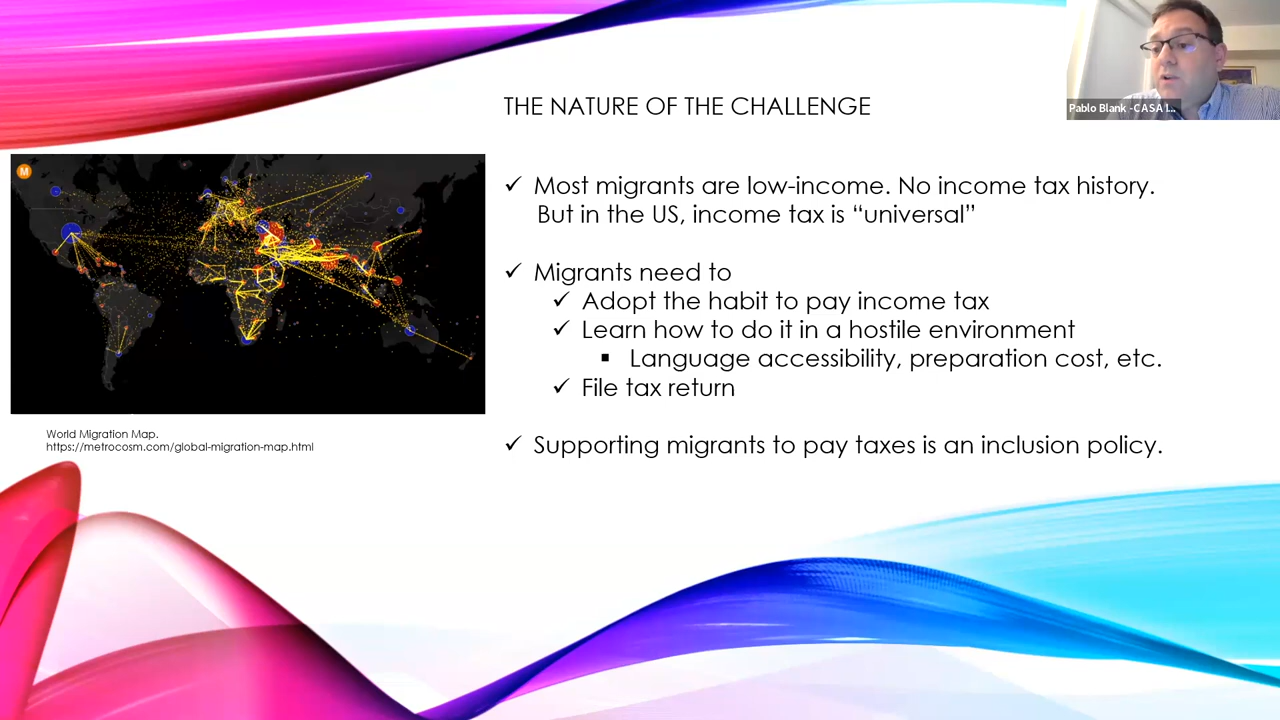 Pablo Blank -CASA 1...
THE NATURE OF THE CHALLENGE
M
✓ Most migrants are low-income. No income tax history.
But in the US, income tax is “universal”
✓ Migrants need to
✓ Adopt the habit to pay income tax
✓ Learn how to do it in a hostile environment
▪ Language accessibility, preparation cost, etc.
✓ File tax return
✓ Supporting migrants to pay taxes is an inclusion policy.
World Migration Map.
https://metrocosm.com/global-migration-map.html